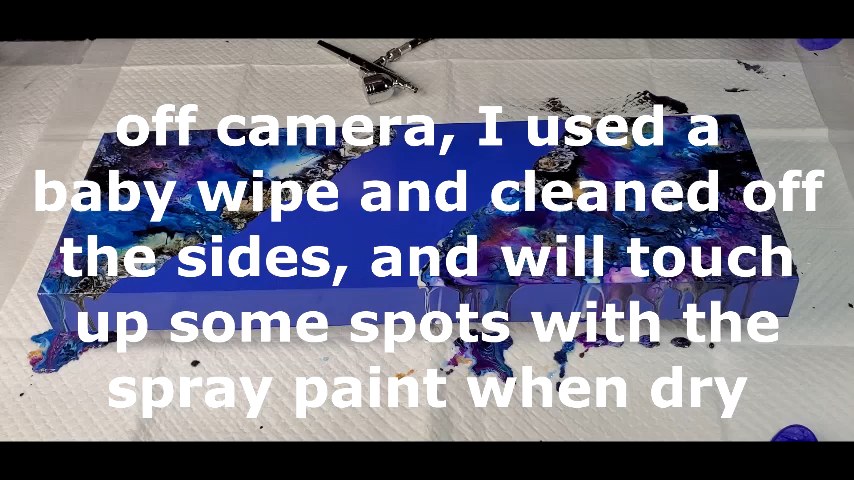 off camera, I used a
baby wipe and cleaned off
the sides, and will touch
up some spots with the
spray paint when dry